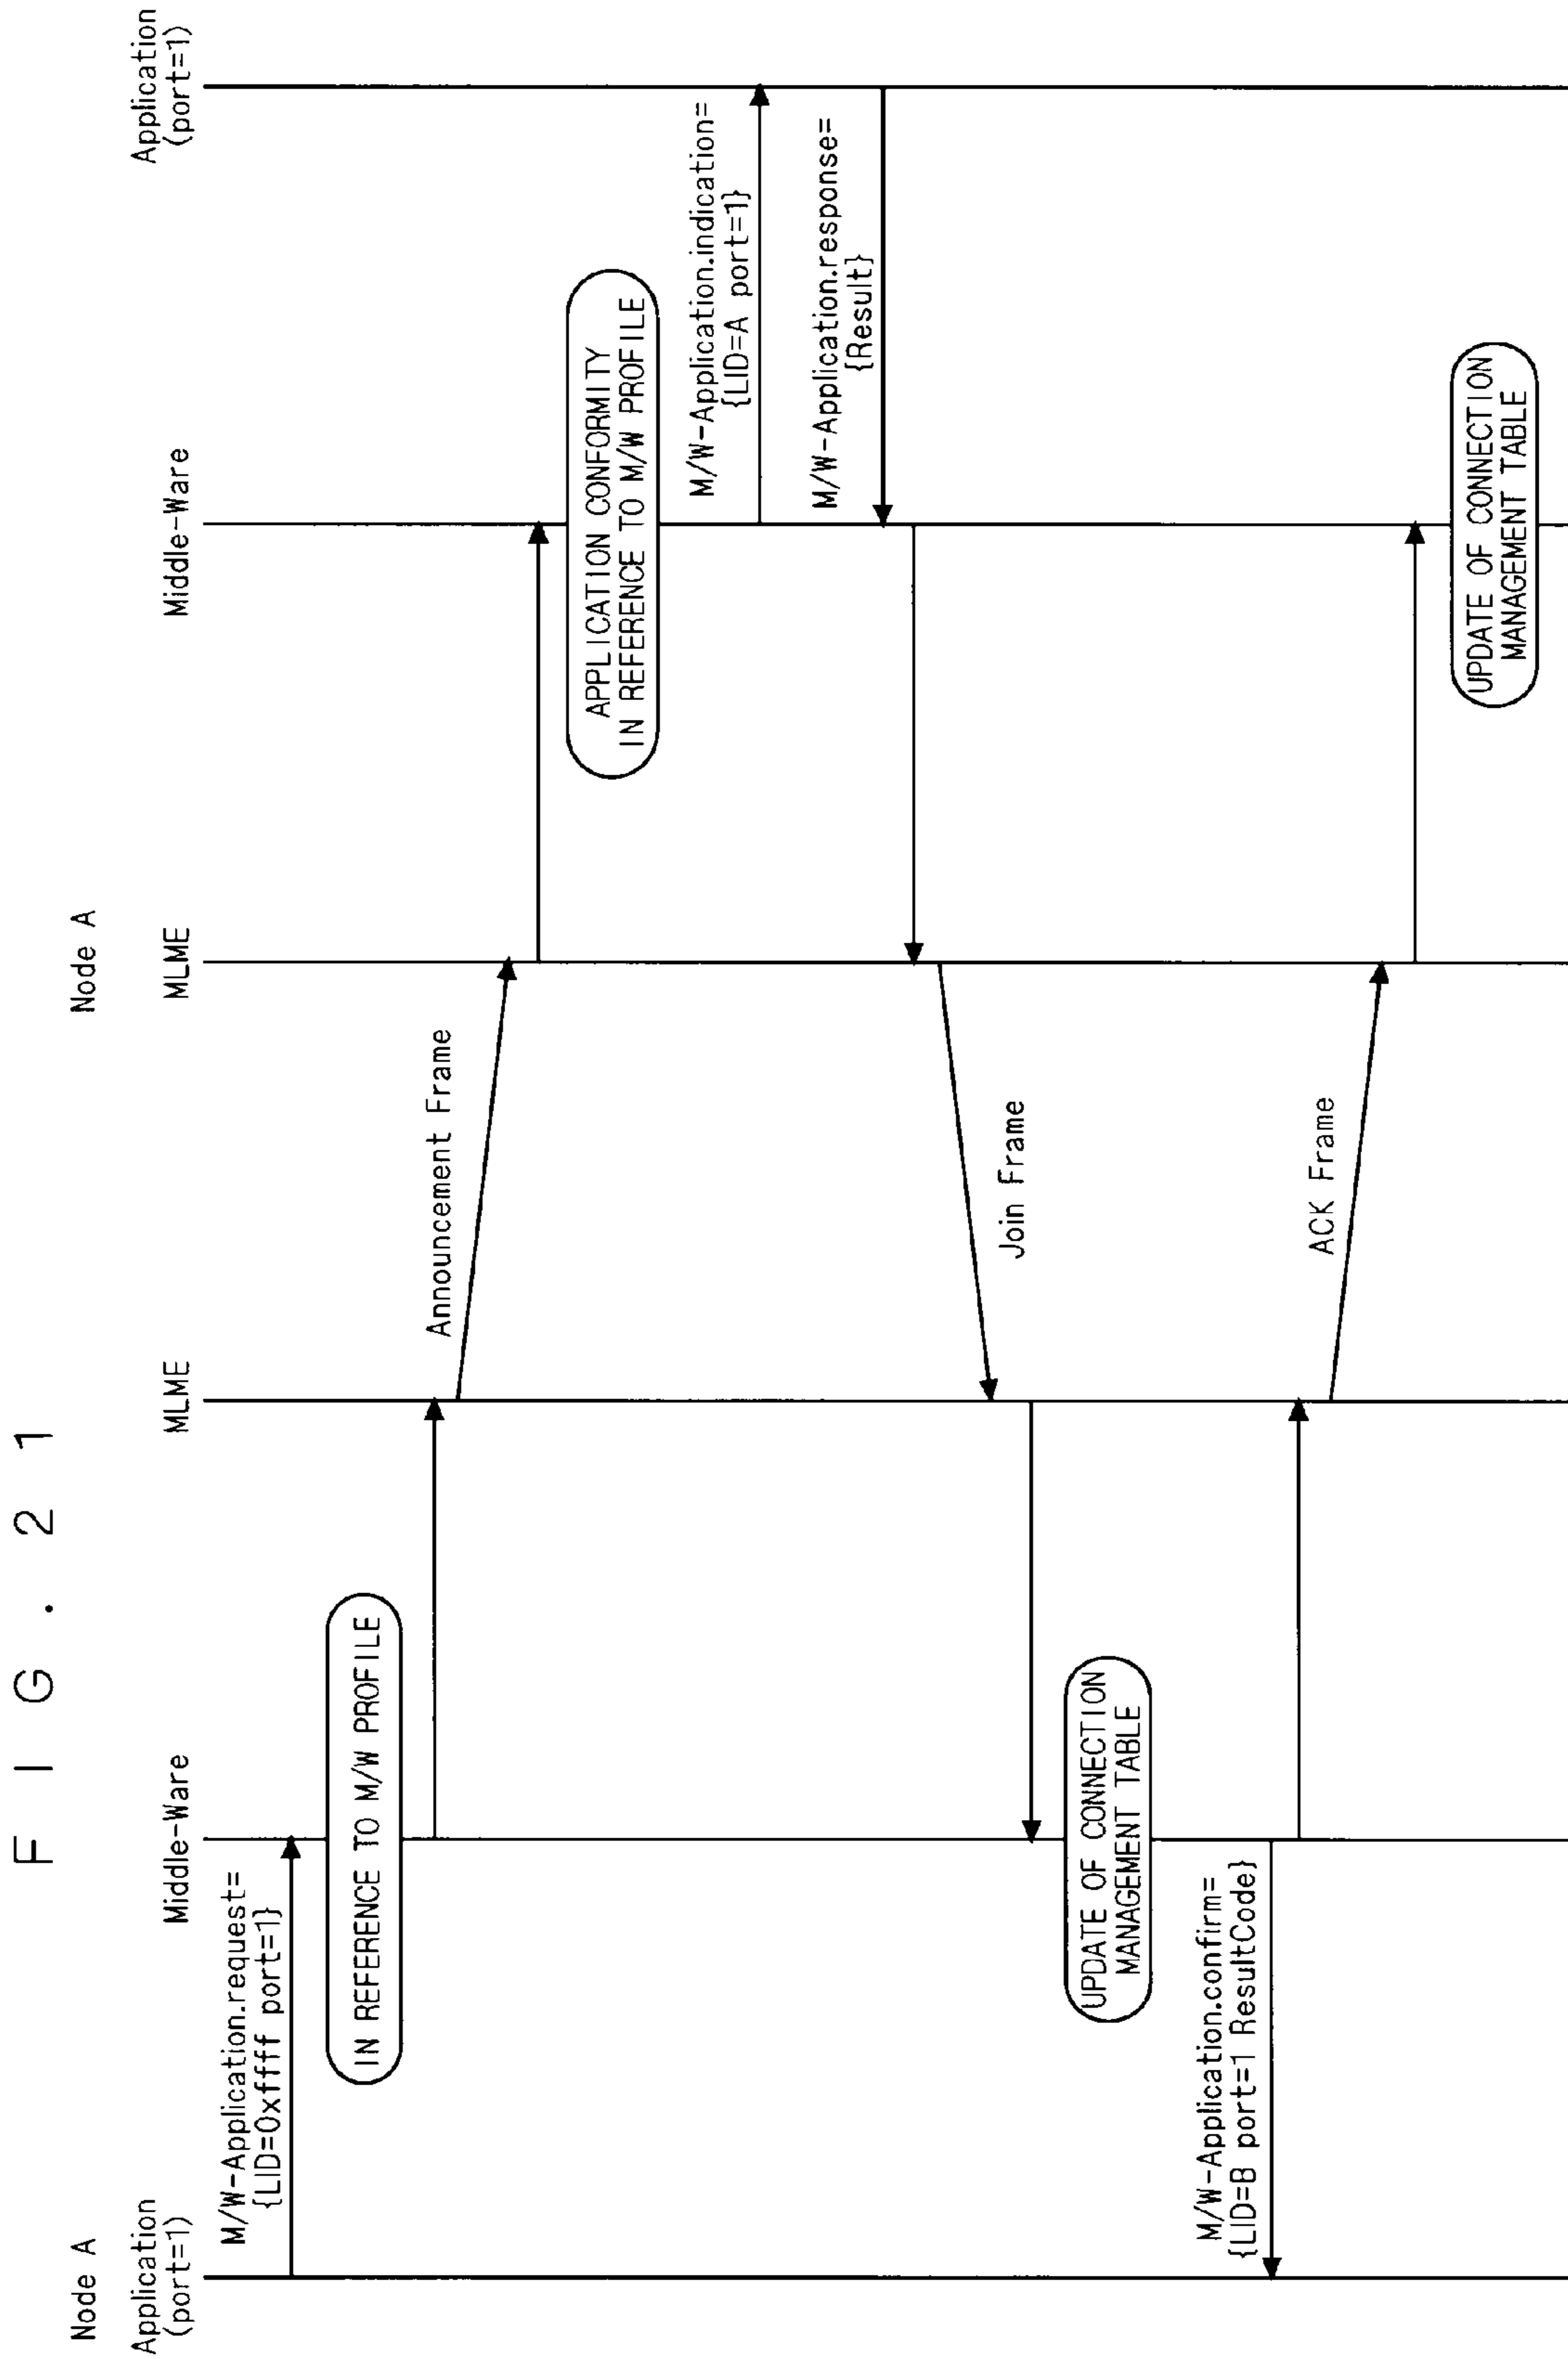 F I G . 2 1
Node A
Node A
Application
(port=1)
Middle-Ware
MLME
MLME
Middle-Ware
Application
(port=1)
M/W-Application.request=
{LID=0xffff port=1}
IN REFERENCE TO M/W PROFILE
Announcement Frame
APPLICATION CONFORMITY
IN REFERENCE TO M/W PROFILE
M/W-Application.indication=
{LID=A port=1}
M/W-Application.response=
{Result}
Join Frame
UPDATE OF CONNECTION
MANAGEMENT TABLE
M/W-Application.confirm=
{LID=B port=1 ResultCode}
ACK Frame
UPDATE OF CONNECTION
MANAGEMENT TABLE